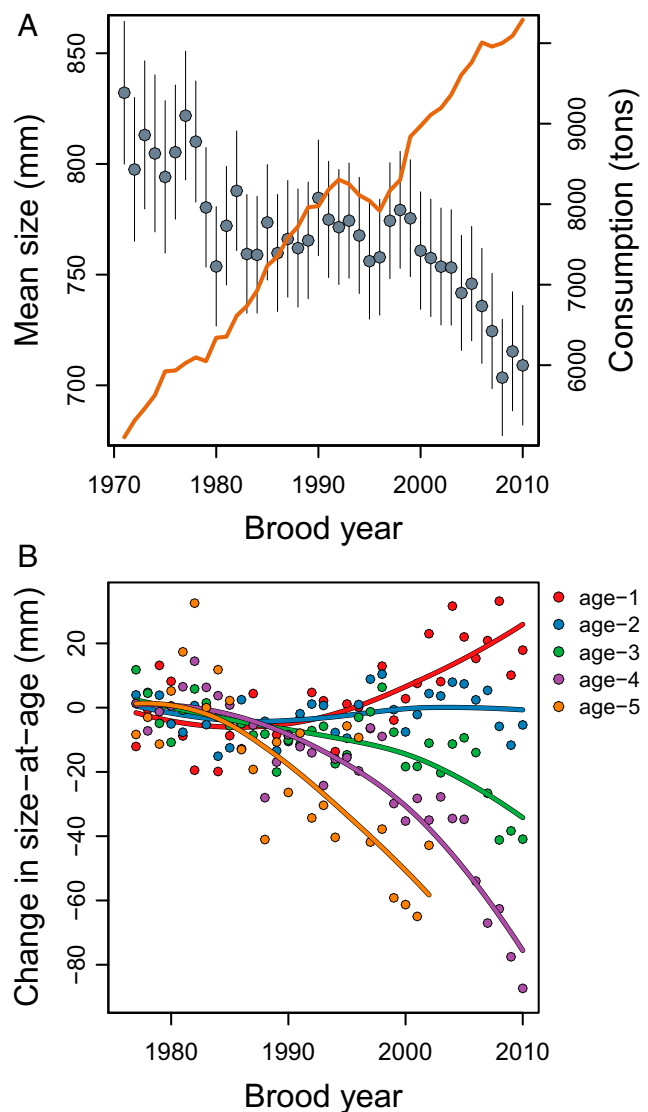 A
Mean size (mm)
850
800
750
700
Consumption (tons)
9000
8000
7000
6000
1970 1980 1990 2000 2010
Brood year
B
Change in size−at−age (mm)
20
0
−20
−40
−60
−80
age−1
age−2
age−3
age−4
age−5
1980 1990 2000 2010
Brood year